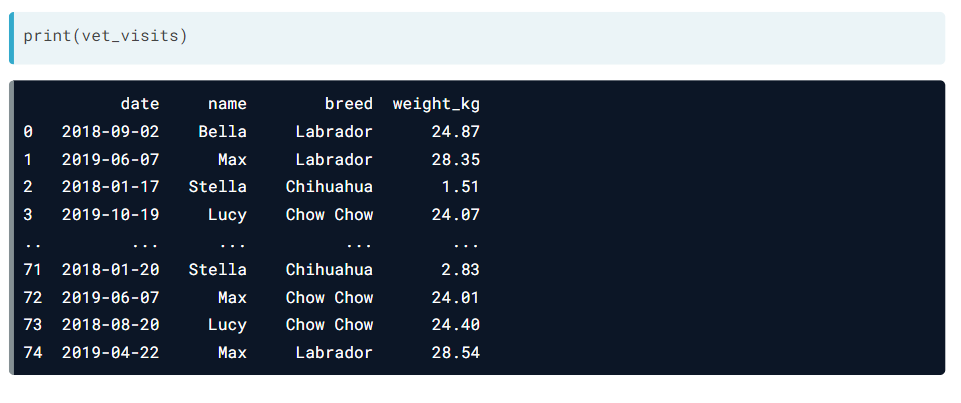 print(vet_visits)
date name breed weight_kg
0 2018-09-02 Bella Labrador 24.87
1 2019-06-07 Max Labrador 28.35
2 2018-01-17 Stella Chihuahua 1.51
3 2019-10-19 Lucy Chow Chow 24.07
.. ... ... ... ...
71 2018-01-20 Stella Chihuahua 2.83
72 2019-06-07 Max Chow Chow 24.01
73 2018-08-20 Lucy Chow Chow 24.40
74 2019-04-22 Max Labrador 28.54